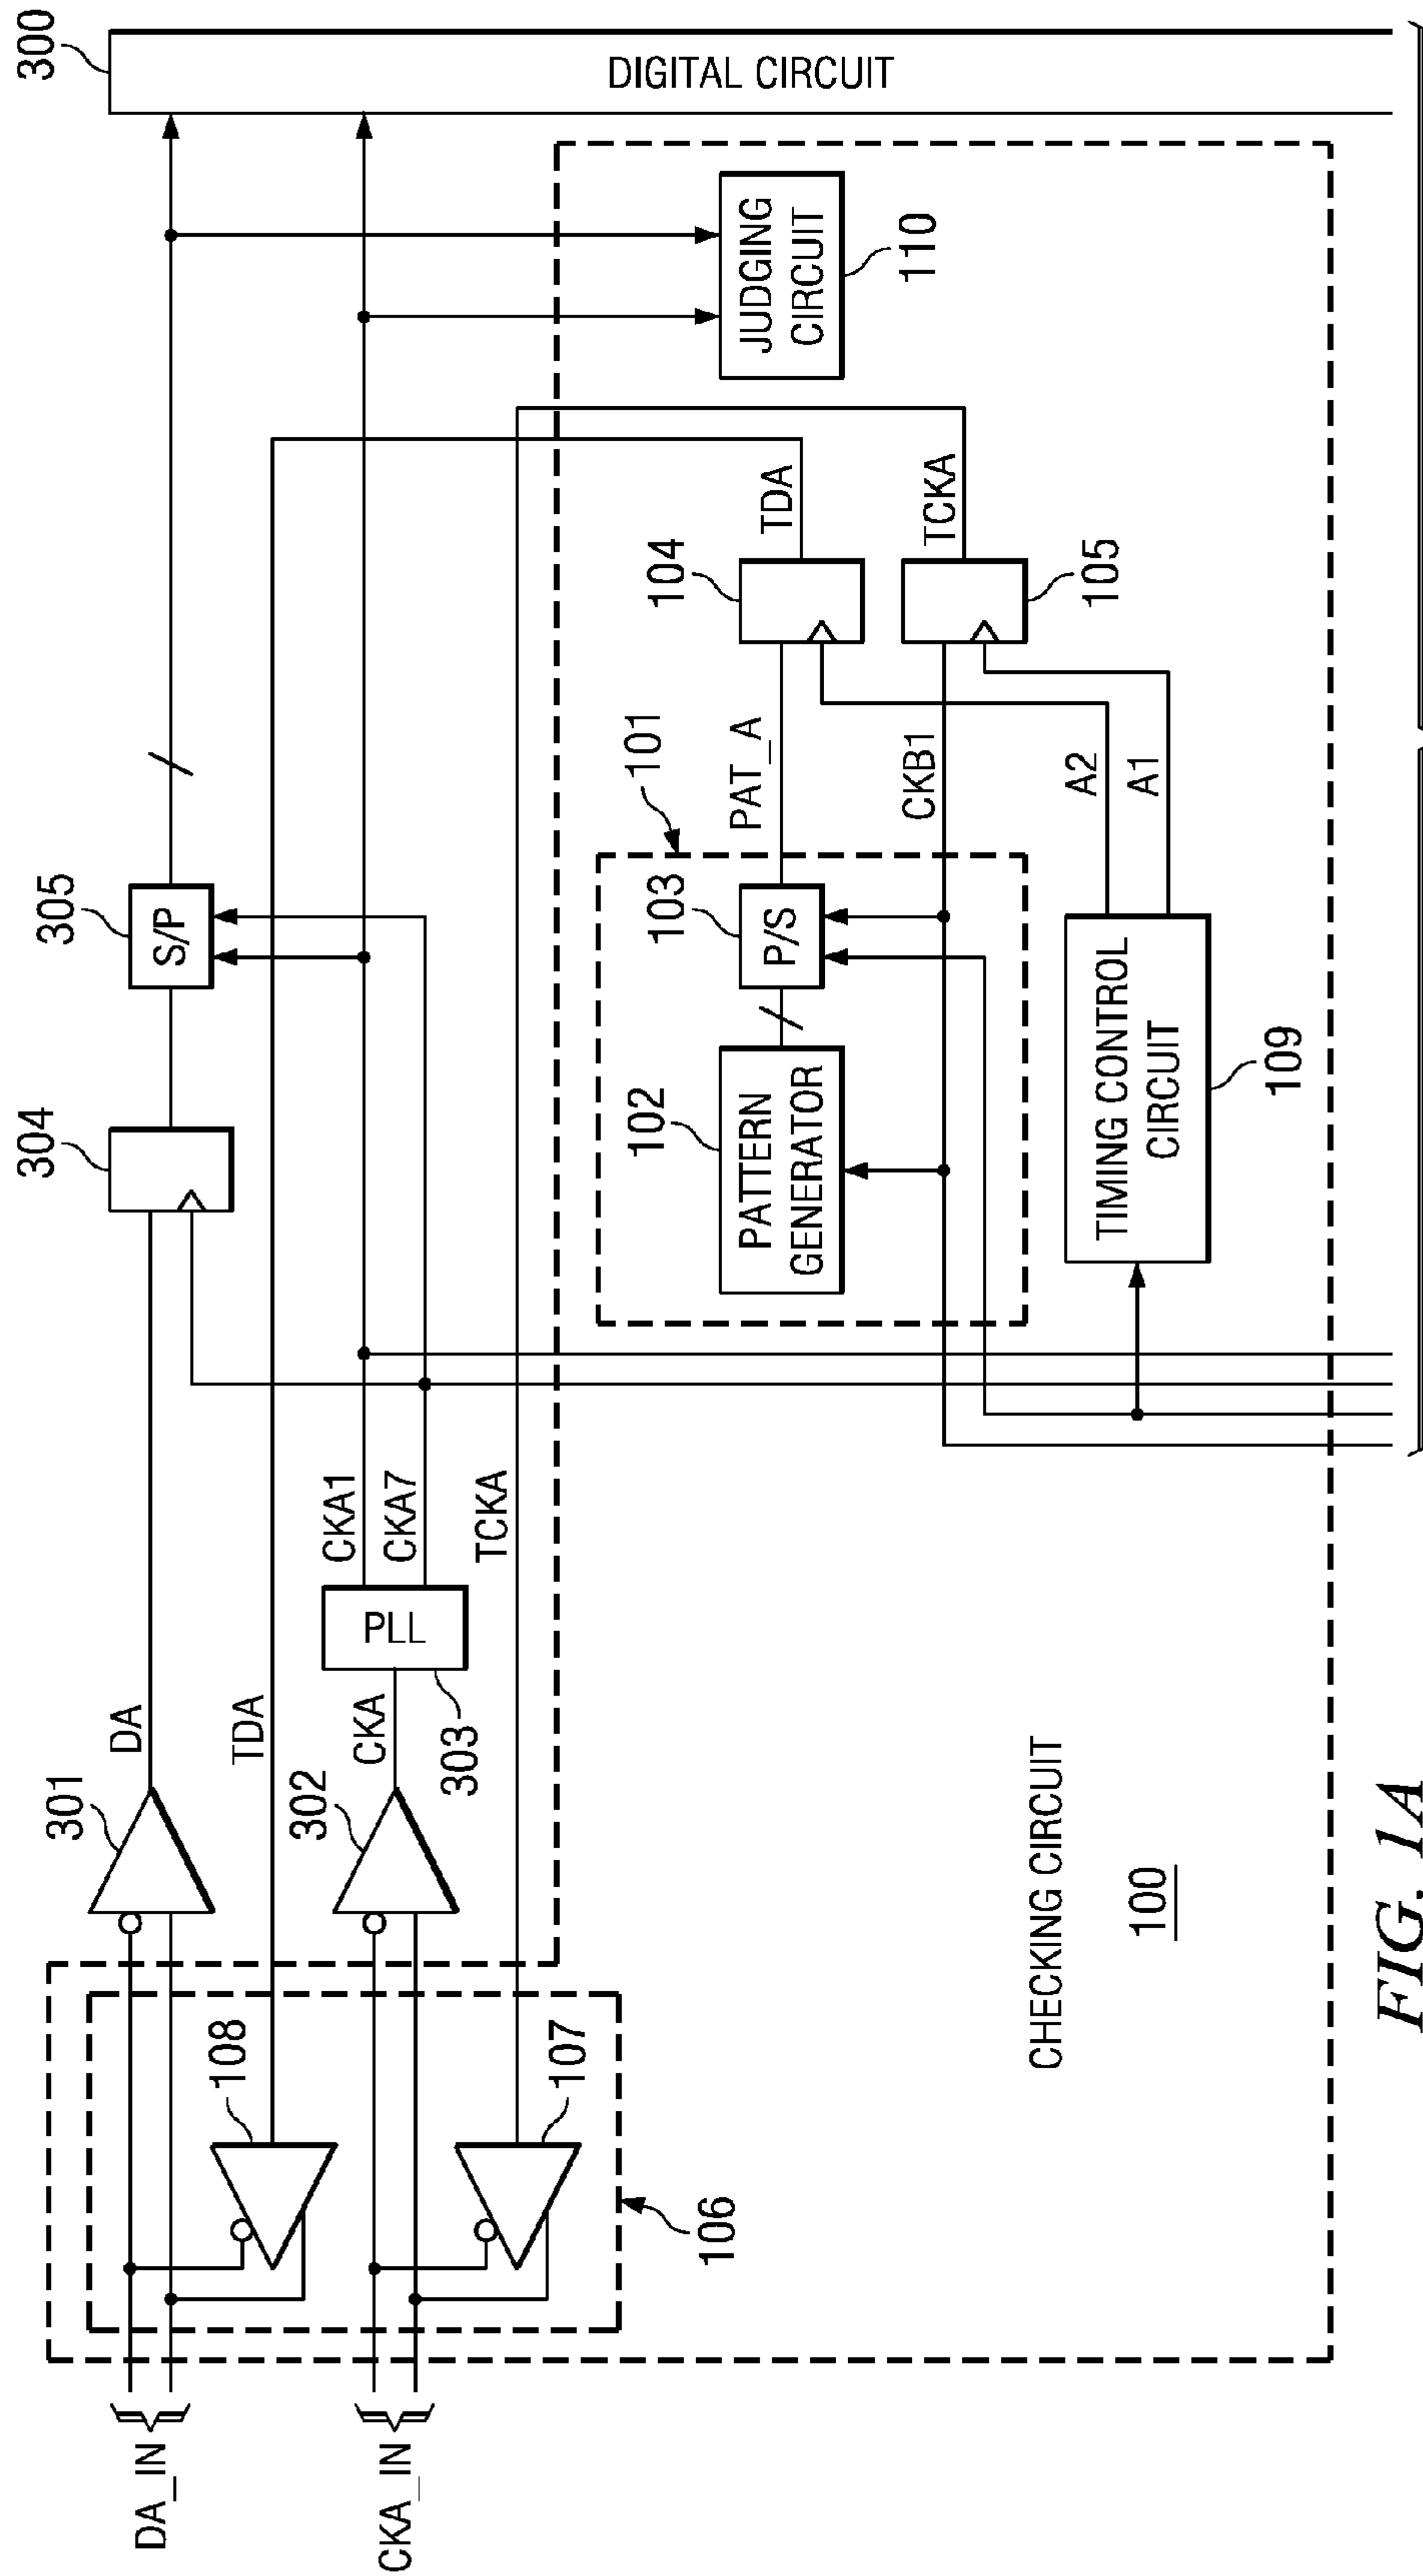 300
DIGITAL CIRCUIT
JUDGING
CIRCUIT
110
305
S/P
304
TDA
TCKA
104
105
101
PAT_A
CKB1
A2
A1
103
P/S
102
PATTERN
GENERATOR
TIMING CONTROL
CIRCUIT
109
CKA1
CKA7
TCKA
PLL
303
DA
TDA
CKA
301
302
108
107
106
DA_IN
CKA_IN
CHECKING CIRCUIT
100
FIG. 1A